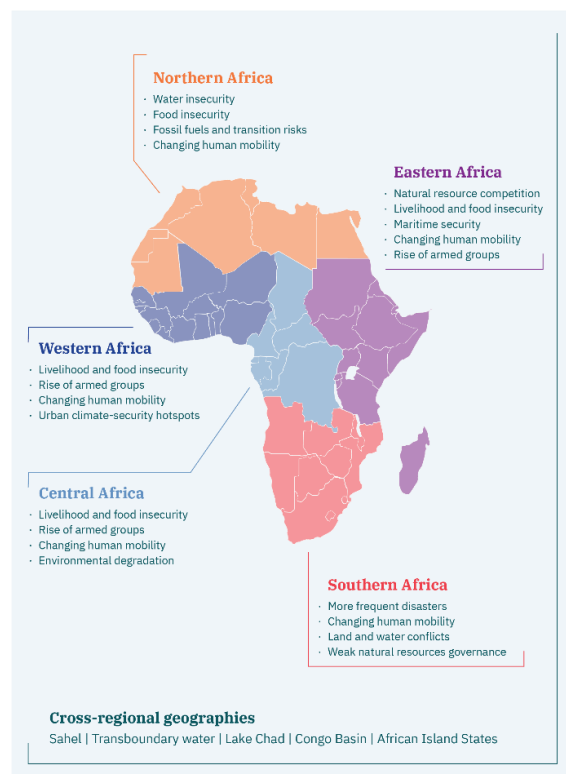 Northern Africa
· Water insecurity
· Food insecurity
· Fossil fuels and transition risks
· Changing human mobility
Eastern Africa
· Natural resource competition
· Livelihood and food insecurity
· Maritime security
· Changing human mobility
· Rise of armed groups
Western Africa
· Livelihood and food insecurity
· Rise of armed groups
· Changing human mobility
· Urban climate-security hotspots
Central Africa
· Livelihood and food insecurity
· Rise of armed groups
· Changing human mobility
· Environmental degradation
Southern Africa
· More frequent disasters
· Changing human mobility
· Land and water conflicts
· Weak natural resources governance
Cross-regional geographies
Sahel | Transboundary water | Lake Chad | Congo Basin | African Island States